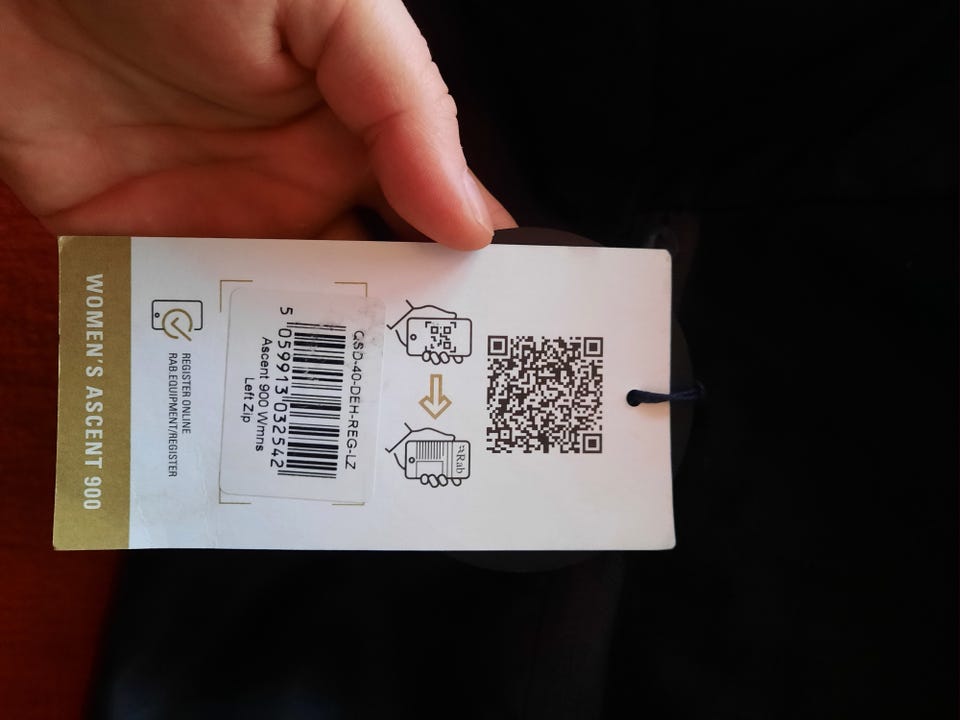 Rab
QSD-40-DEH-REG-LZ
5 059913 032542
Ascent 900 Wmns
Left Zip
REGISTER ONLINE
RAB.EQUIPMENT/REGISTER
WOMEN'S ASCENT 900